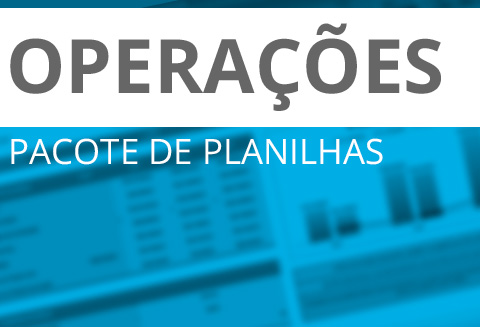 OPERAÇÕES
PACOTE DE PLANILHAS